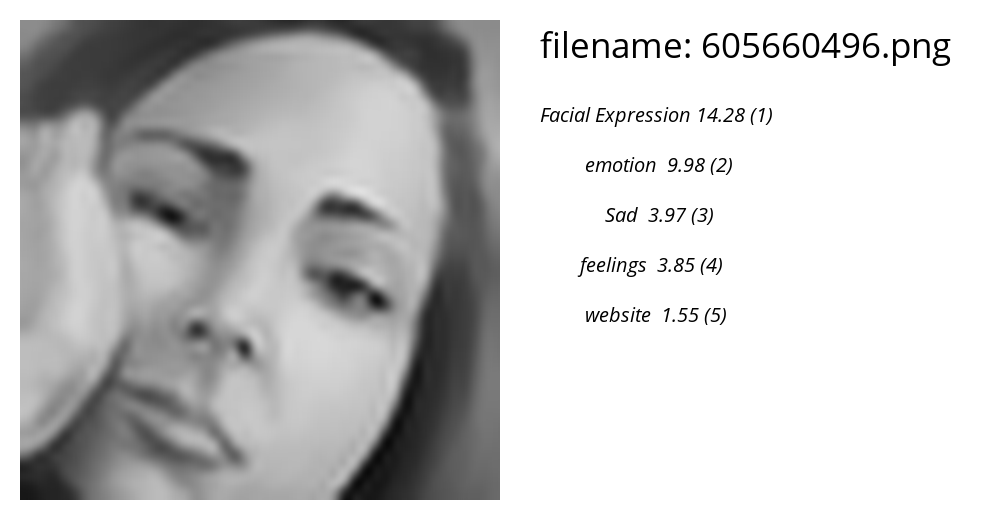 filename: 605660496.png
Facial Expression 14.28 (1)
emotion 9.98 (2)
Sad 3.97 (3)
feelings 3.85 (4)
website 1.55 (5)